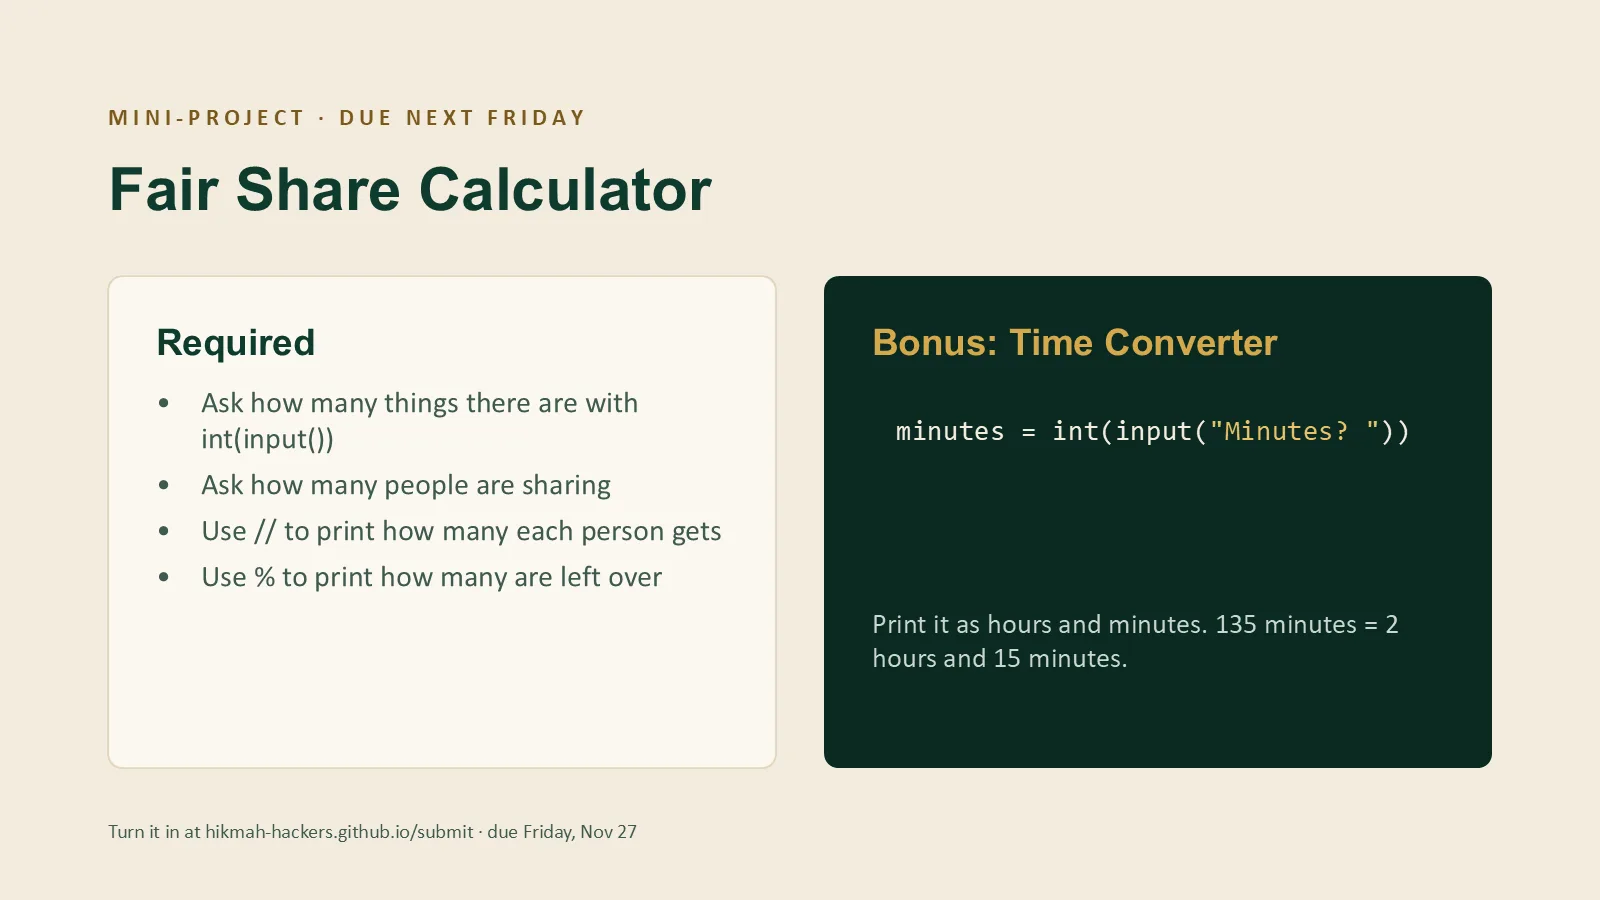 MINI-PROJECT · DUE NEXT FRIDAY
Fair Share Calculator
Required
• Ask how many things there are with
int(input())
• Ask how many people are sharing
• Use // to print how many each person gets
• Use % to print how many are left over
Bonus: Time Converter
minutes = int(input("Minutes? "))
Print it as hours and minutes. 135 minutes = 2
hours and 15 minutes.
Turn it in at hikmah-hackers.github.io/submit · due Friday, Nov 27